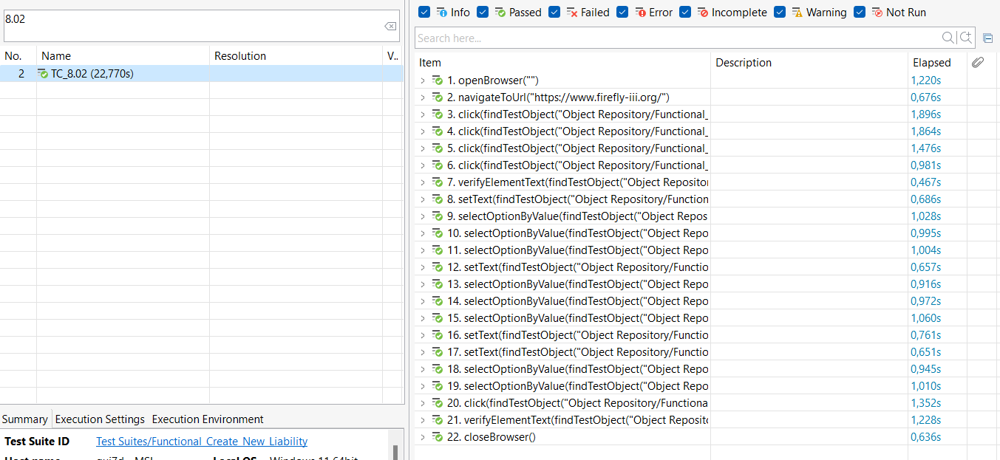 8.02
No. Name Resolution V..
2 TC_8.02 (22,770s)
Summary Execution Settings Execution Environment
Test Suite ID Test Suites/Functional_Create_New_Liability
Info Passed Failed Error Incomplete Warning Not Run
Search here...
Item Description Elapsed
1. openBrowser("") 1,220s
2. navigateToUrl("https://www.firefly-iii.org/") 0,676s
3. click(findTestObject("Object Repository/Functional_ 1,896s
4. click(findTestObject("Object Repository/Functional_ 1,864s
5. click(findTestObject("Object Repository/Functional_ 1,476s
6. click(findTestObject("Object Repository/Functional_ 0,981s
7. verifyElementText(findTestObject("Object Reposito 0,467s
8. setText(findTestObject("Object Repository/Function 0,686s
9. selectOptionByValue(findTestObject("Object Repos 1,028s
10. selectOptionByValue(findTestObject("Object Repo 0,995s
11. selectOptionByValue(findTestObject("Object Repo 1,004s
12. setText(findTestObject("Object Repository/Functio 0,657s
13. selectOptionByValue(findTestObject("Object Repo 0,916s
14. selectOptionByValue(findTestObject("Object Repo 0,972s
15. selectOptionByValue(findTestObject("Object Repo 1,060s
16. setText(findTestObject("Object Repository/Functio 0,761s
17. setText(findTestObject("Object Repository/Functio 0,651s
18. selectOptionByValue(findTestObject("Object Repo 0,945s
19. selectOptionByValue(findTestObject("Object Repo 1,010s
20. click(findTestObject("Object Repository/Functiona 1,352s
21. verifyElementText(findTestObject("Object Reposit 1,228s
22. closeBrowser() 0,636s